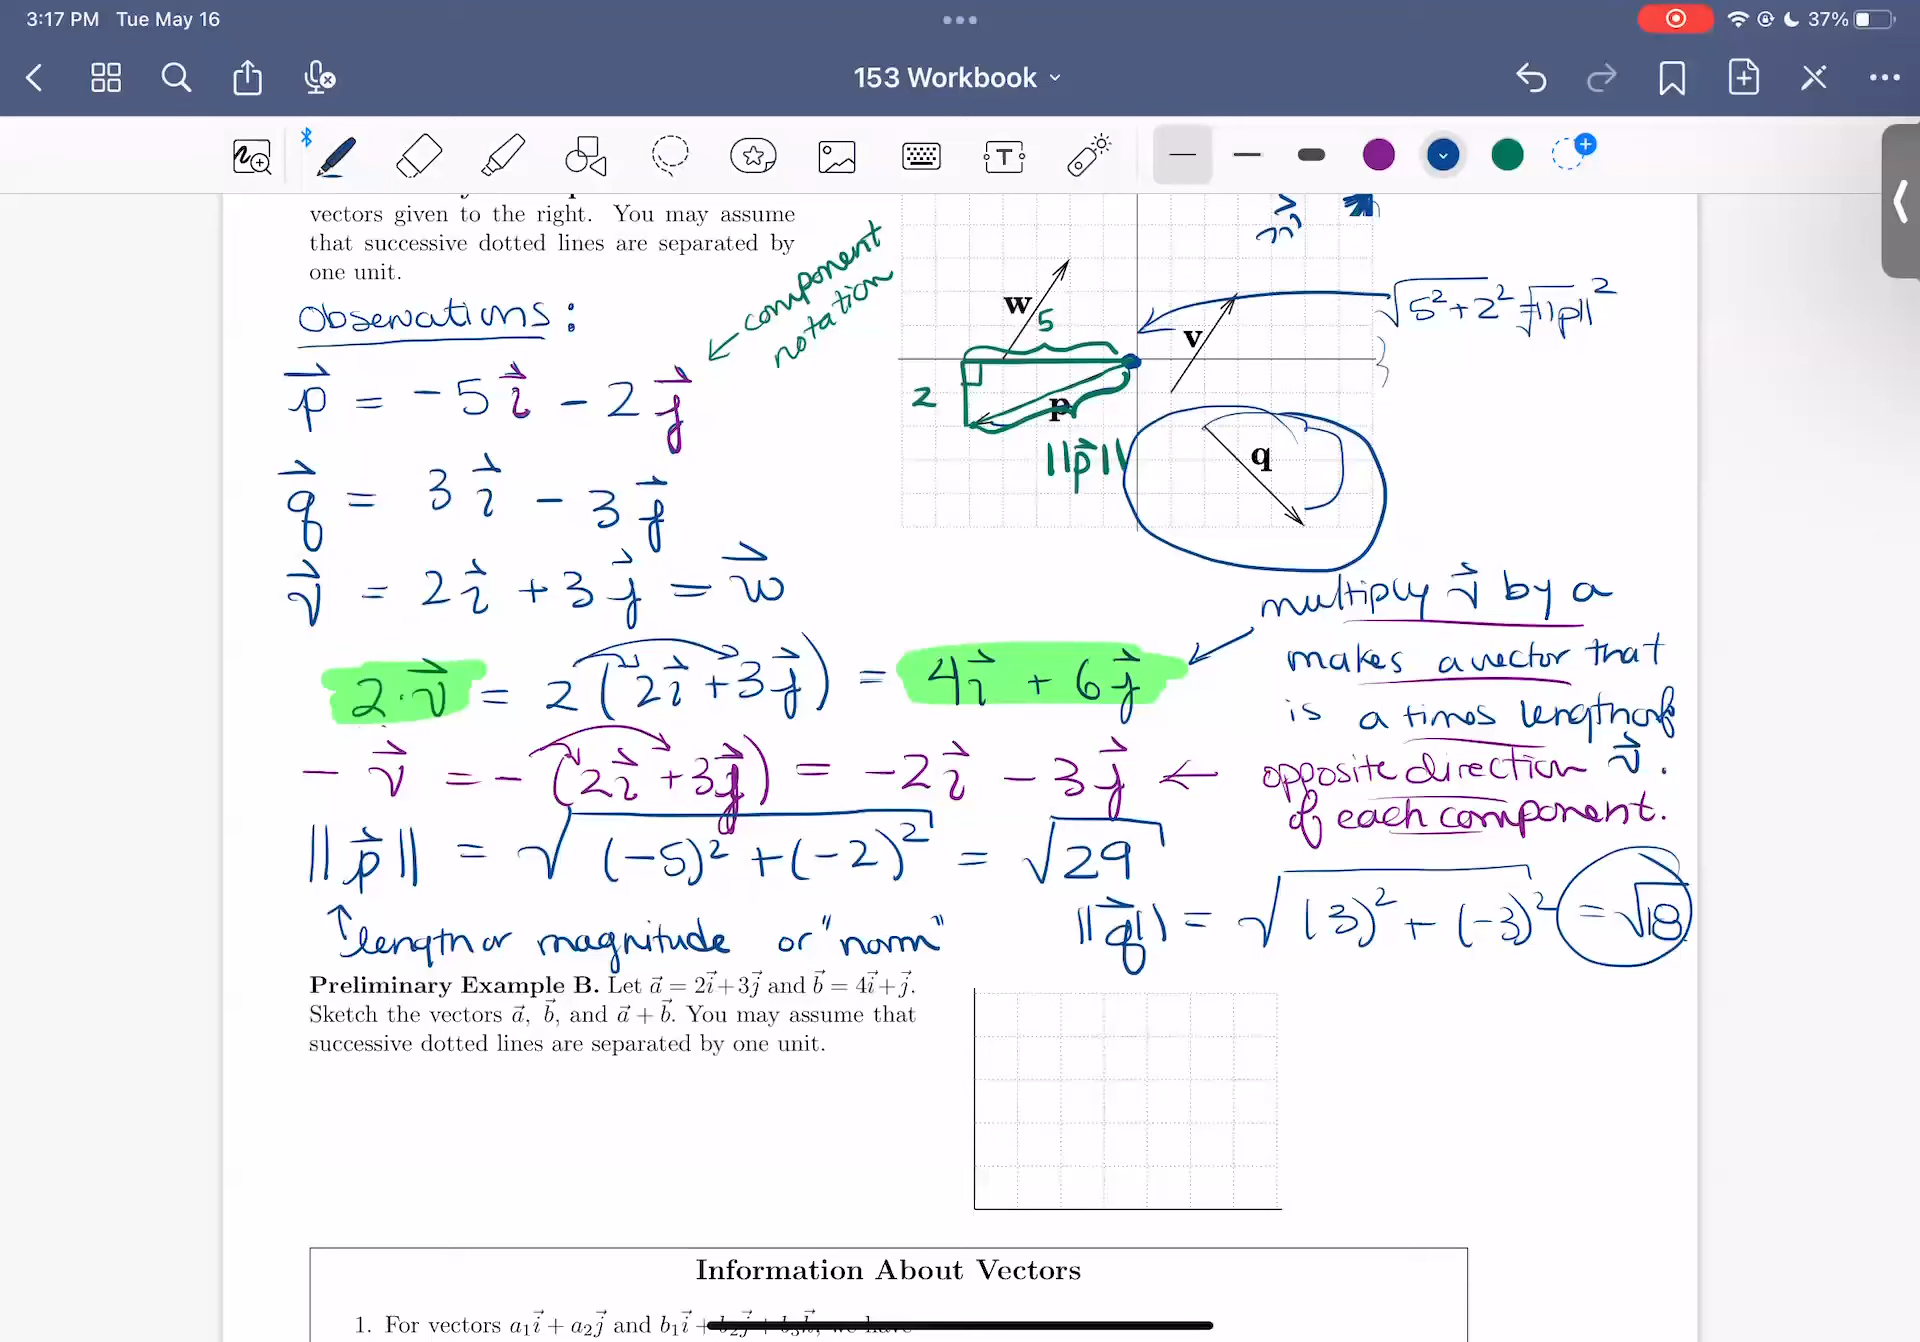 3:17 PM Tue May 16
37%
153 Workbook
vectors given to the right. You may assume
that successive dotted lines are separated by
one unit.
component
notation
Observations:
p⃗ = -5i⃗ - 2j⃗
q⃗ = 3i⃗ - 3j⃗
v⃗ = 2i⃗ + 3j⃗ = w⃗
2·v⃗ = 2(2i⃗ + 3j⃗) = 4i⃗ + 6j⃗
-v⃗ = -(2i⃗ + 3j⃗) = -2i⃗ - 3j⃗ ←
||p⃗|| = √(-5)² + (-2)² = √29
↑ length or magnitude or "norm"
w
5
2
p
||p⃗||
v
q
√5² + 2² = √||p||²
multiply v⃗ by a
makes a vector that
is a times length of
v⃗.
opposite direction
of each component.
||q⃗|| = √(3)² + (-3)² = √18
Preliminary Example B. Let a⃗ = 2i⃗+3j⃗ and b⃗ = 4i⃗+j⃗.
Sketch the vectors a⃗, b⃗, and a⃗ + b⃗. You may assume that
successive dotted lines are separated by one unit.
Information About Vectors
1. For vectors a₁i⃗ + a₂j⃗ and b₁i⃗ + b₂j⃗ + b₃k⃗, we have